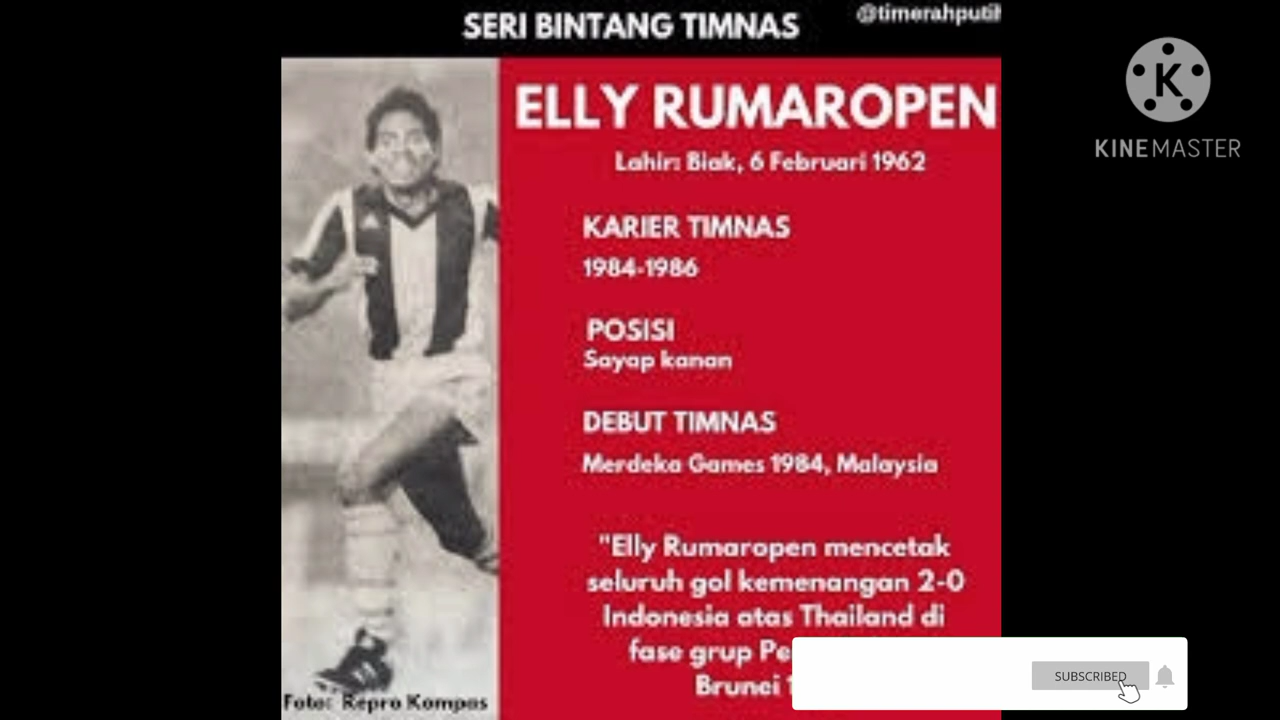 SERI BINTANG TIMNAS
@timerahputih
KINEMASTER
ELLY RUMAROPEN
Lahir: Biak, 6 Februari 1962
KARIER TIMNAS
1984-1986
POSISI
Sayap kanan
DEBUT TIMNAS
Merdeka Games 1984, Malaysia
"Elly Rumaropen mencetak
seluruh gol kemenangan 2-0
Indonesia atas Thailand di
fase grup
Brunei
SUBSCRIBED
Foto: Repro Kompas